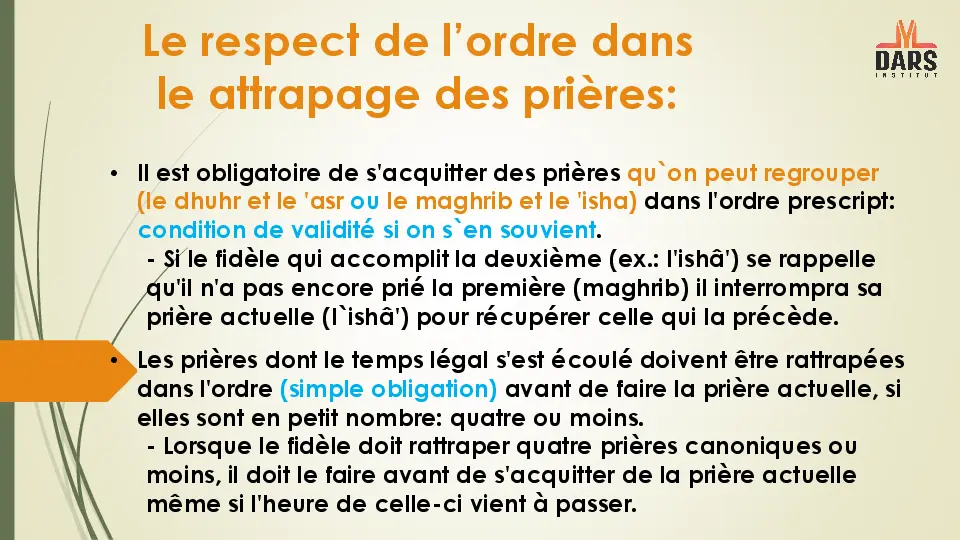 Le respect de l’ordre dans
le attrapage des prières:
DARS
INSTITUT
• Il est obligatoire de s'acquitter des prières qu`on peut regrouper
(le dhuhr et le 'asr ou le maghrib et le 'isha) dans l'ordre prescript:
condition de validité si on s`en souvient.
- Si le fidèle qui accomplit la deuxième (ex.: l'ishâ') se rappelle
qu'il n'a pas encore prié la première (maghrib) il interrompra sa
prière actuelle (l`ishâ') pour récupérer celle qui la précède.
• Les prières dont le temps légal s'est écoulé doivent être rattrapées
dans l'ordre (simple obligation) avant de faire la prière actuelle, si
elles sont en petit nombre: quatre ou moins.
- Lorsque le fidèle doit rattraper quatre prières canoniques ou
moins, il doit le faire avant de s'acquitter de la prière actuelle
même si l'heure de celle-ci vient à passer.